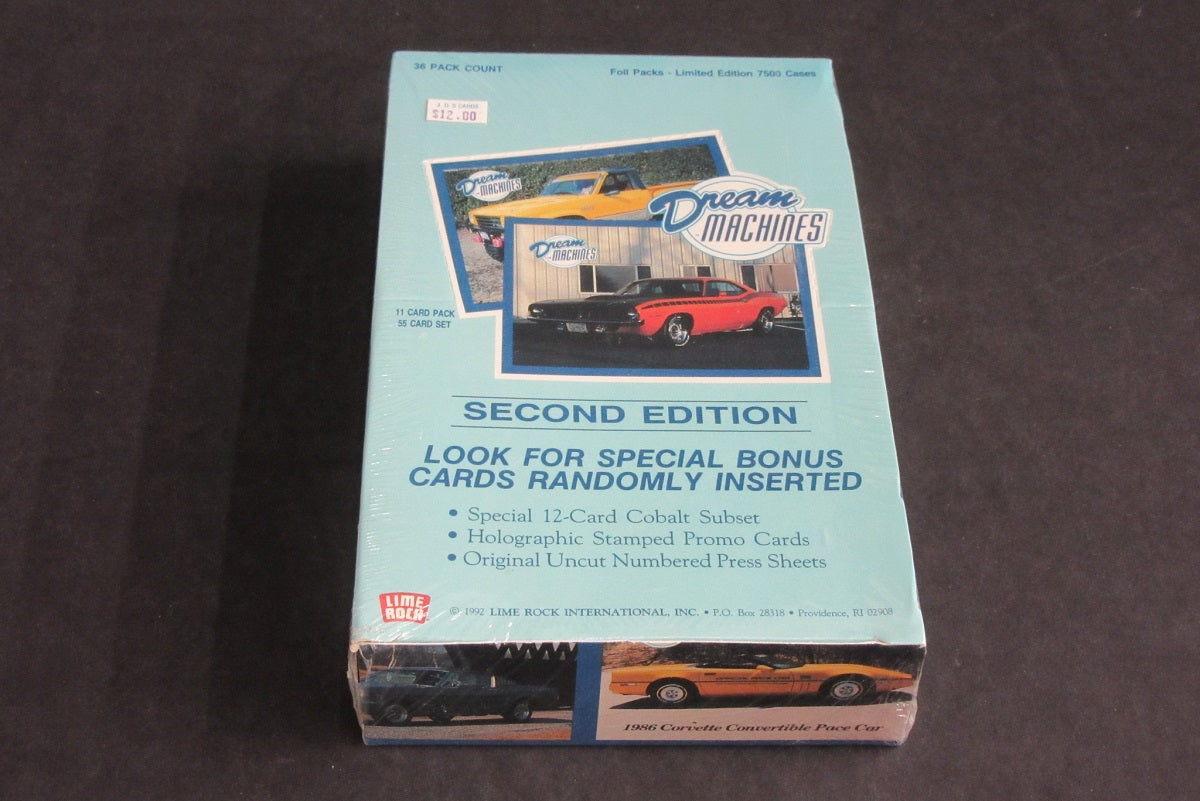 36 PACK COUNT
Foil Packs - Limited Edition 7500 Cases
J D 3 CARDS
$12.00
Dream
MACHINES
Dream
MACHINES
Dream
MACHINES
11 CARD PACK
55 CARD SET
SECOND EDITION
LOOK FOR SPECIAL BONUS
CARDS RANDOMLY INSERTED
• Special 12-Card Cobalt Subset
• Holographic Stamped Promo Cards
• Original Uncut Numbered Press Sheets
LIME
ROCK
© 1992 LIME ROCK INTERNATIONAL, INC. • P.O. Box 28318 • Providence, RI 02908
1986 Corvette Convertible Pace Car